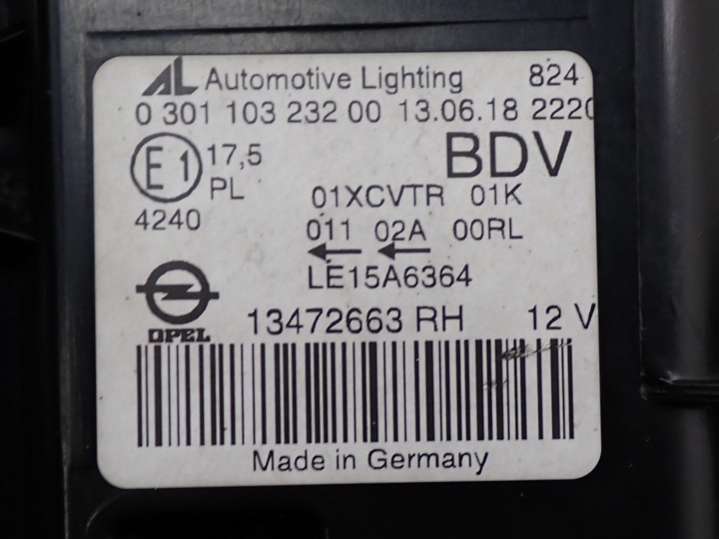 AL Automotive Lighting 824
0 301 103 232 00 13.06.18 2220
E1 17,5 BDV
PL 01XCVTR 01K
4240 011 02A 00RL
LE15A6364
OPEL 13472663 RH 12 V
Made in Germany